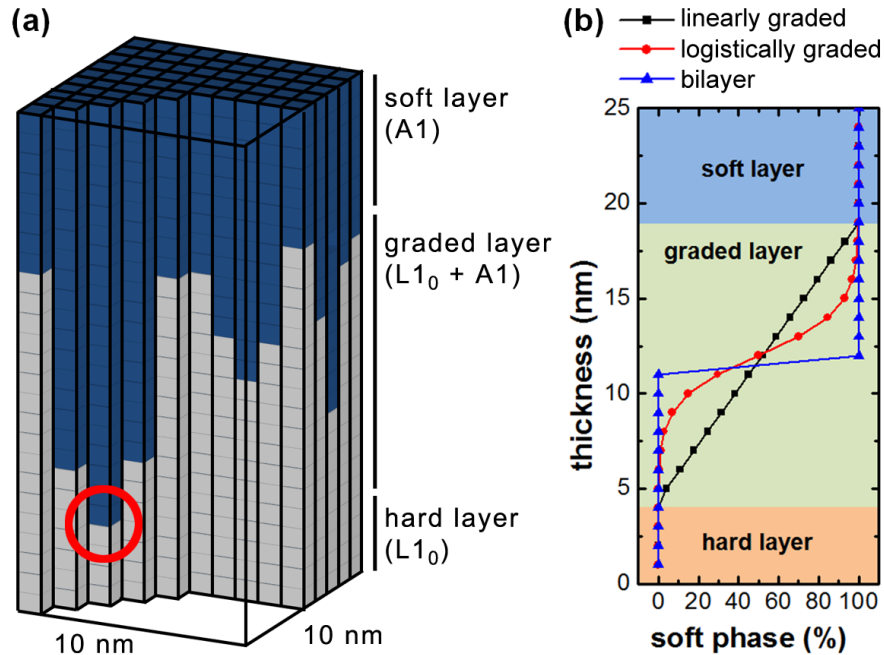 (a)
soft layer
(A1)
graded layer
(L1₀ + A1)
hard layer
(L1₀)
10 nm
10 nm
(b)
linearly graded
logistically graded
bilayer
25
20
15
10
5
0
thickness (nm)
soft layer
graded layer
hard layer
0 20 40 60 80 100
soft phase (%)